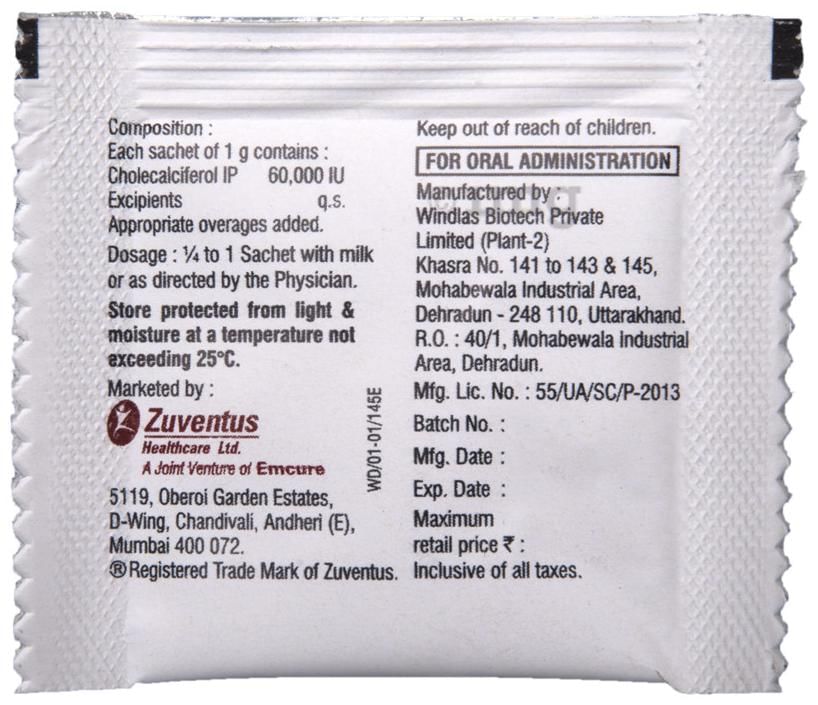 Composition :
Each sachet of 1 g contains :
Cholecalciferol IP 60,000 IU
Excipients q.s.
Appropriate overages added.
Dosage : ¼ to 1 Sachet with milk
or as directed by the Physician.
Store protected from light &
moisture at a temperature not
exceeding 25°C.
Marketed by :
Zuventus
Healthcare Ltd.
A Joint Venture of Emcure
5119, Oberoi Garden Estates,
D-Wing, Chandivali, Andheri (E),
Mumbai 400 072.
®Registered Trade Mark of Zuventus.
WD/01-01/145E
Keep out of reach of children.
FOR ORAL ADMINISTRATION
Manufactured by :
Windlas Biotech Private
Limited (Plant-2)
Khasra No. 141 to 143 & 145,
Mohabewala Industrial Area,
Dehradun - 248 110, Uttarakhand.
R.O. : 40/1, Mohabewala Industrial
Area, Dehradun.
Mfg. Lic. No. : 55/UA/SC/P-2013
Batch No. :
Mfg. Date :
Exp. Date :
Maximum
retail price ₹ :
Inclusive of all taxes.